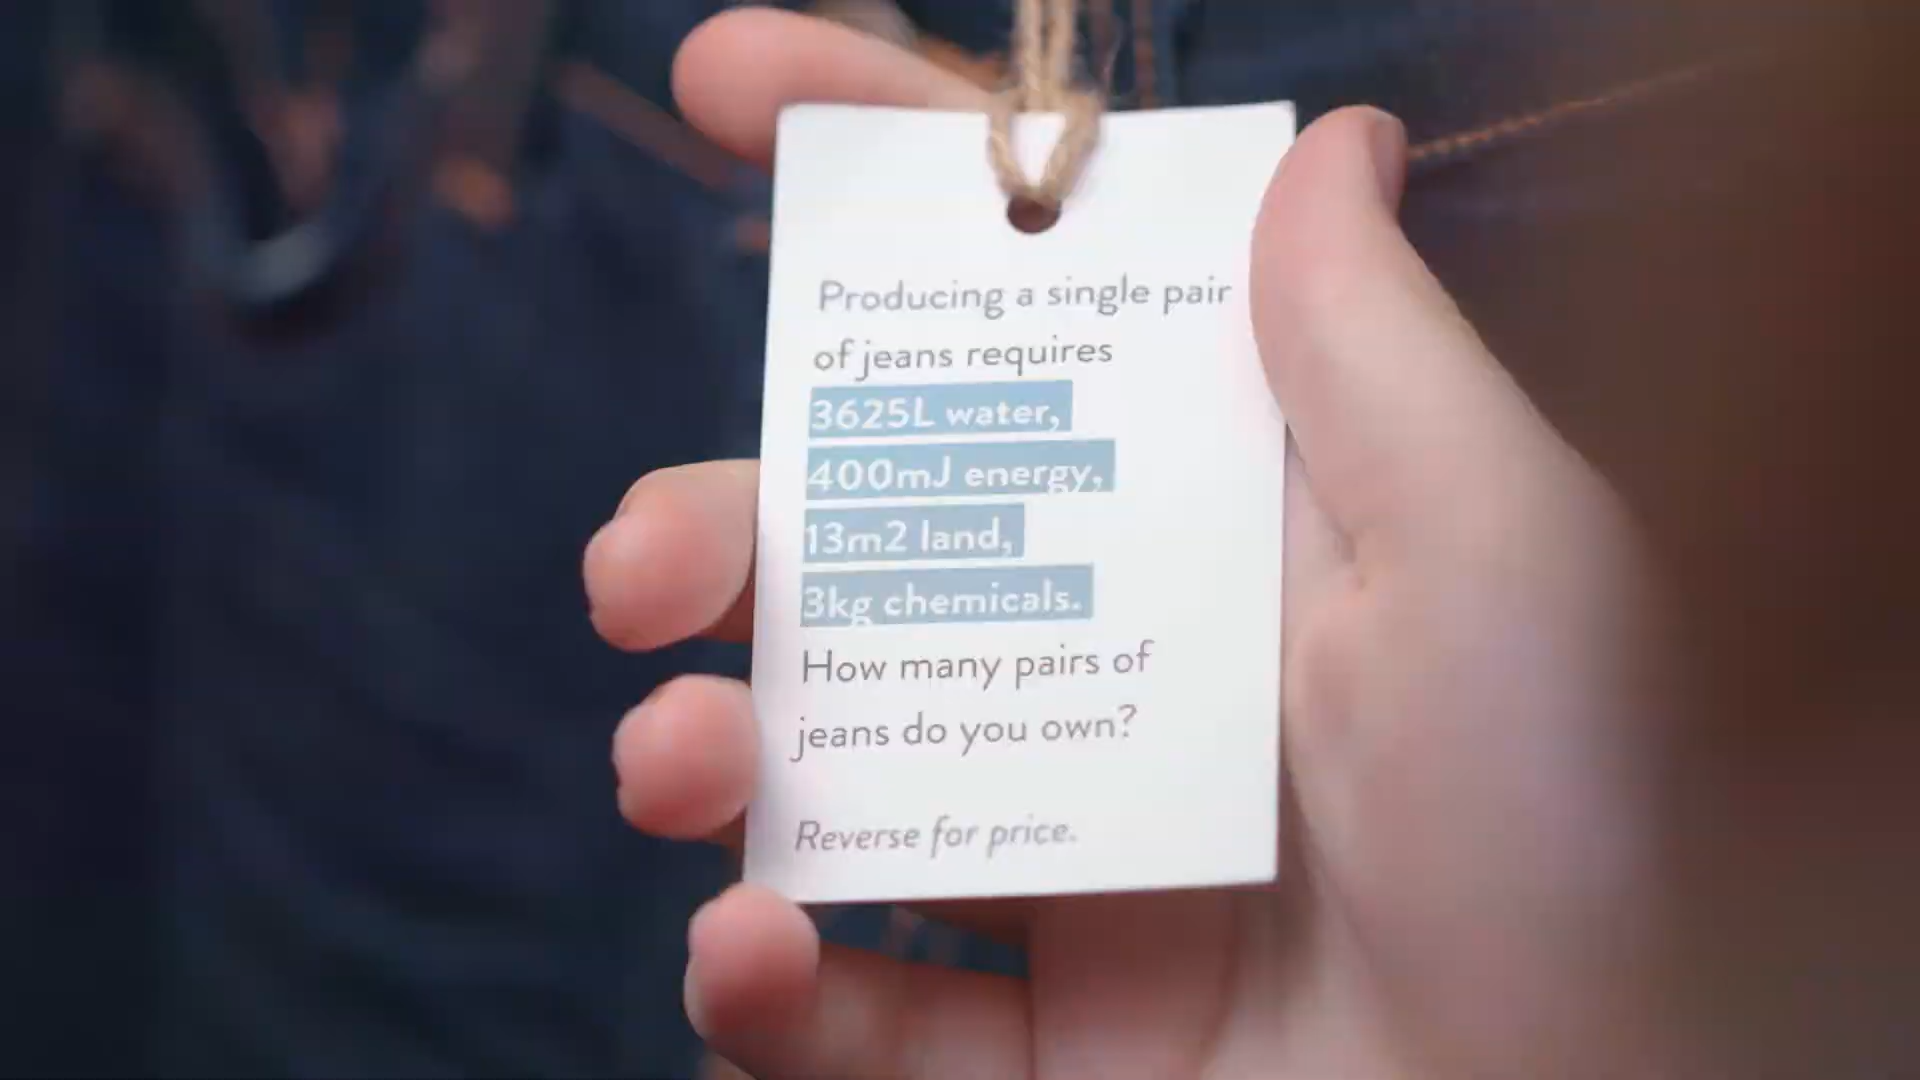 Producing a single pair
of jeans requires
3625L water,
400mJ energy,
13m2 land,
3kg chemicals.
How many pairs of
jeans do you own?
Reverse for price.